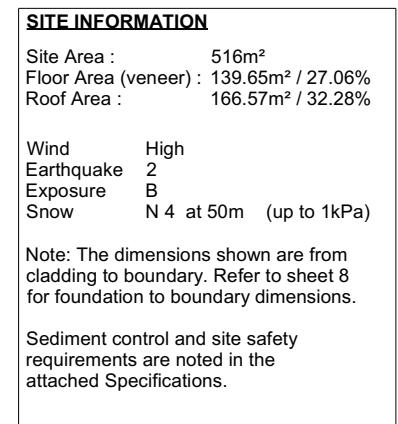 SITE INFORMATION
Site Area : 516m²
Floor Area (veneer) : 139.65m² / 27.06%
Roof Area : 166.57m² / 32.28%
Wind High
Earthquake 2
Exposure B
Snow N 4 at 50m (up to 1kPa)
Note: The dimensions shown are from
cladding to boundary. Refer to sheet 8
for foundation to boundary dimensions.
Sediment control and site safety
requirements are noted in the
attached Specifications.